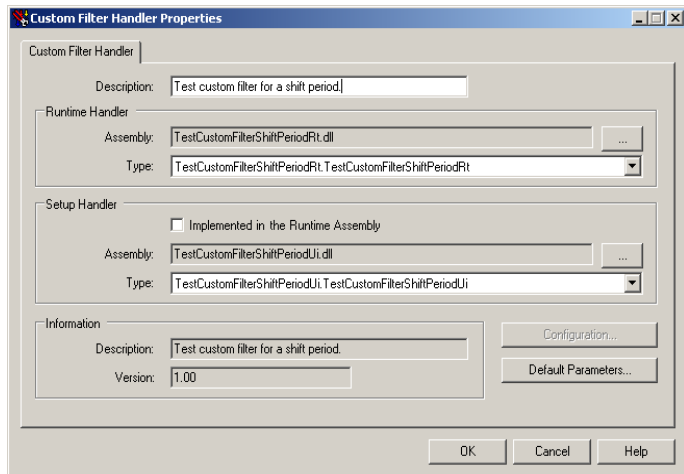 Custom Filter Handler Properties
Custom Filter Handler
Description: Test custom filter for a shift period.
Runtime Handler
Assembly: TestCustomFilterShiftPeriodRt.dll ...
Type: TestCustomFilterShiftPeriodRt.TestCustomFilterShiftPeriodRt
Setup Handler
Implemented in the Runtime Assembly
Assembly: TestCustomFilterShiftPeriodUi.dll ...
Type: TestCustomFilterShiftPeriodUi.TestCustomFilterShiftPeriodUi
Information
Configuration...
Description: Test custom filter for a shift period.
Default Parameters...
Version: 1.00
OK Cancel Help